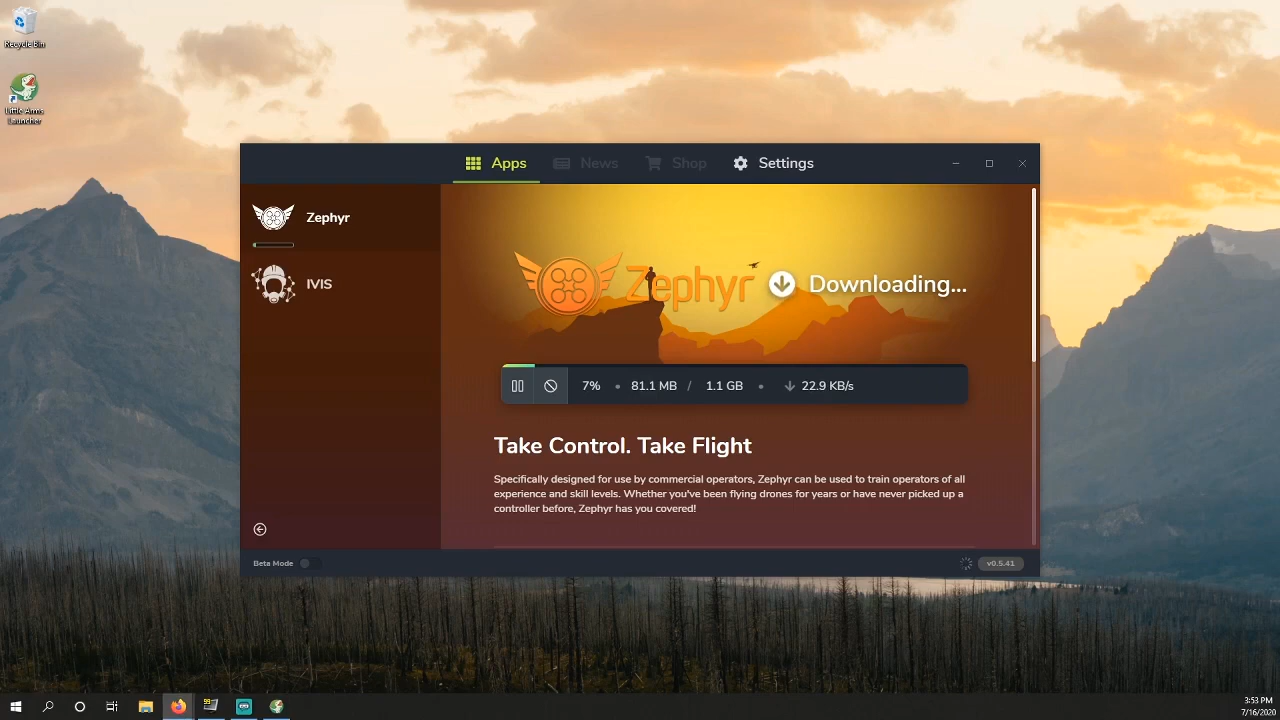 Recycle Bin
Little Arms
Launcher
Apps
News
Shop
Settings
Zephyr
IVIS
Zephyr
Downloading...
7% • 81.1 MB / 1.1 GB • 22.9 KB/s
Take Control. Take Flight
Specifically designed for use by commercial operators, Zephyr can be used to train operators of all
experience and skill levels. Whether you've been flying drones for years or have never picked up a
controller before, Zephyr has you covered!
Beta Mode
v0.5.41
3:53 PM
7/16/2020